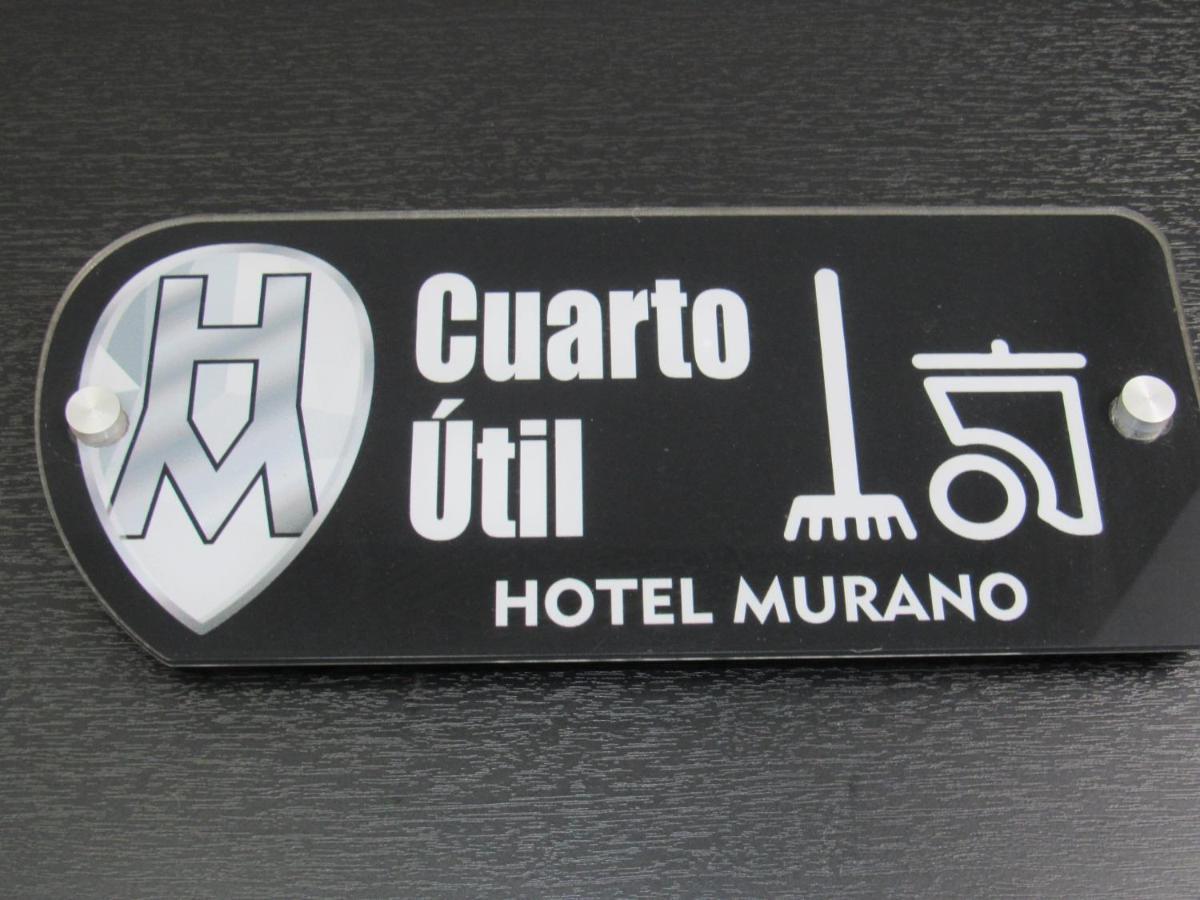 HM
Cuarto
Útil
HOTEL MURANO